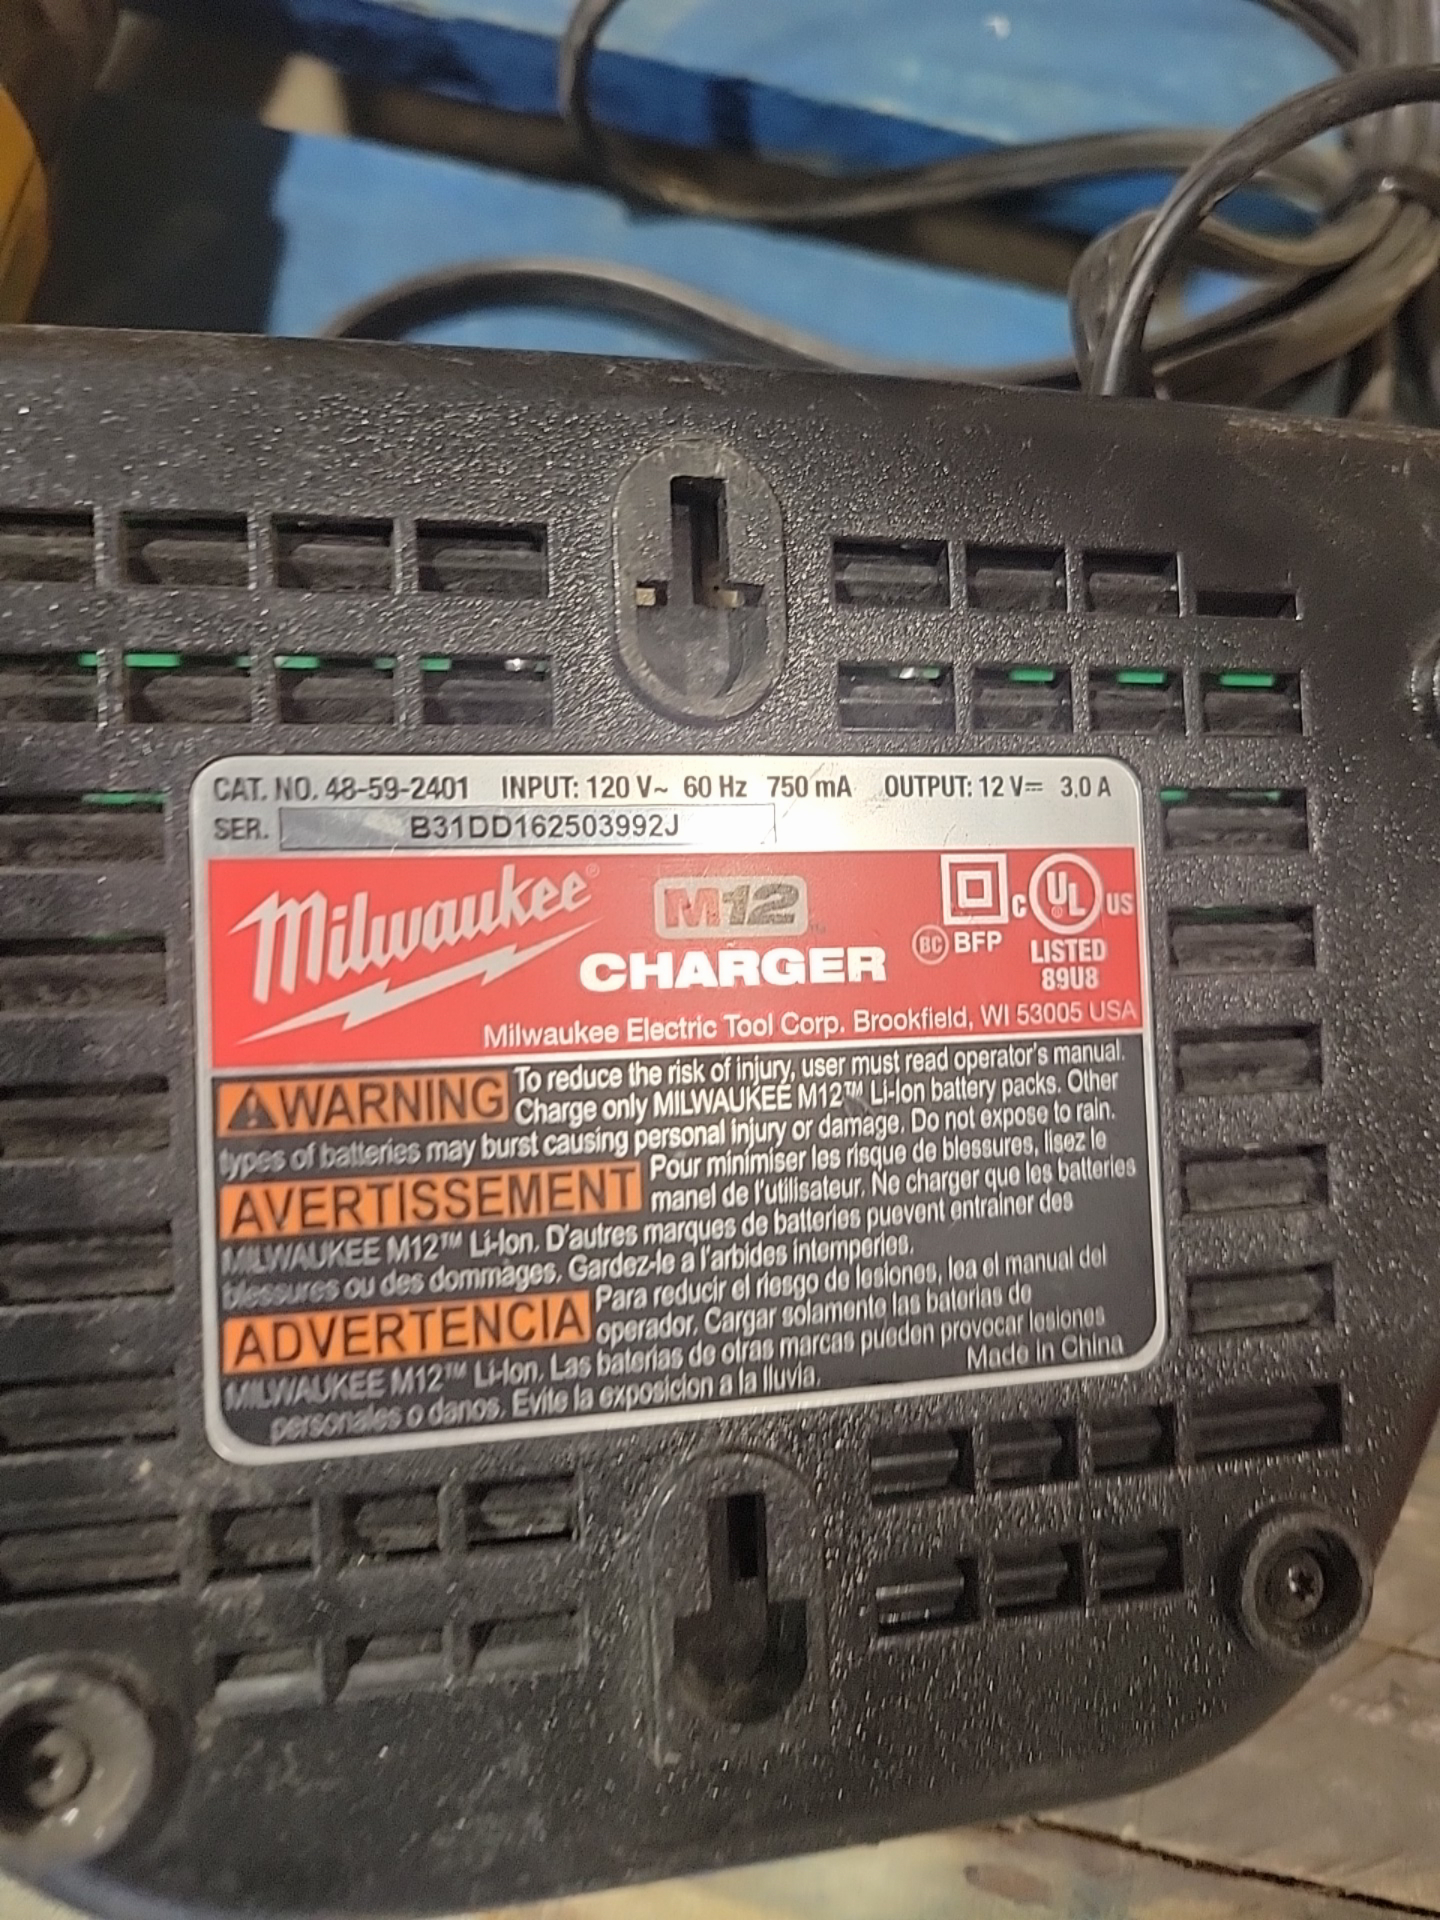 CAT. NO. 48-59-2401 INPUT: 120 V~ 60 Hz 750 mA OUTPUT: 12 V⎓ 3.0 A
SER. B31DD162503992J
Milwaukee®
M12™
CHARGER
C UL® US
LISTED
89U8
BC BFP
Milwaukee Electric Tool Corp. Brookfield, WI 53005 USA
⚠WARNING To reduce the risk of injury, user must read operator's manual.
Charge only MILWAUKEE M12™ Li-Ion battery packs. Other
types of batteries may burst causing personal injury or damage. Do not expose to rain.
AVERTISSEMENT Pour minimiser les risque de blessures, lisez le
manel de l'utilisateur. Ne charger que les batteries
MILWAUKEE M12™ Li-Ion. D'autres marques de batteries puevent entrainer des
blessures ou des dommages. Gardez-le a l'arbides intemperies.
ADVERTENCIA Para reducir el riesgo de lesiones, lea el manual del
operador. Cargar solamente las baterias de
MILWAUKEE M12™ Li-Ion. Las baterias de otras marcas pueden provocar lesiones
personales o danos. Evite la exposicion a la lluvia.
Made in China